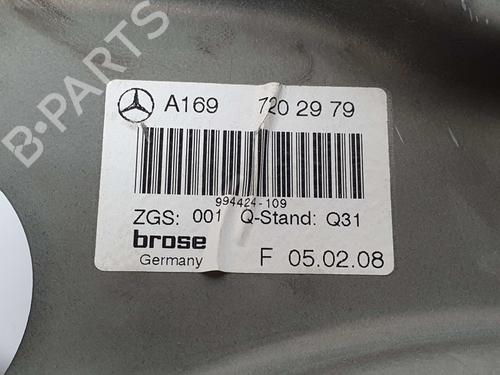 A169 720 29 79
994424-109
ZGS: 001 Q-Stand: Q31
brose
Germany F 05.02.08
B-PARTS